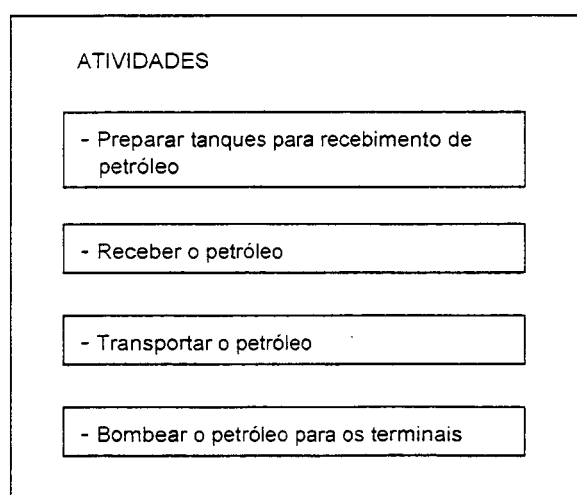 ATIVIDADES
- Preparar tanques para recebimento de
petróleo
- Receber o petróleo
- Transportar o petróleo
- Bombear o petróleo para os terminais